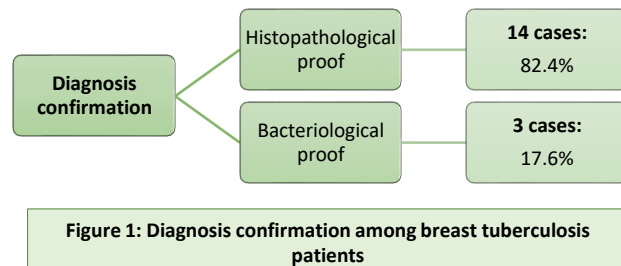 Diagnosis
confirmation
Histopathological
proof
14 cases:
82.4%
Bacteriological
proof
3 cases:
17.6%
Figure 1: Diagnosis confirmation among breast tuberculosis
patients